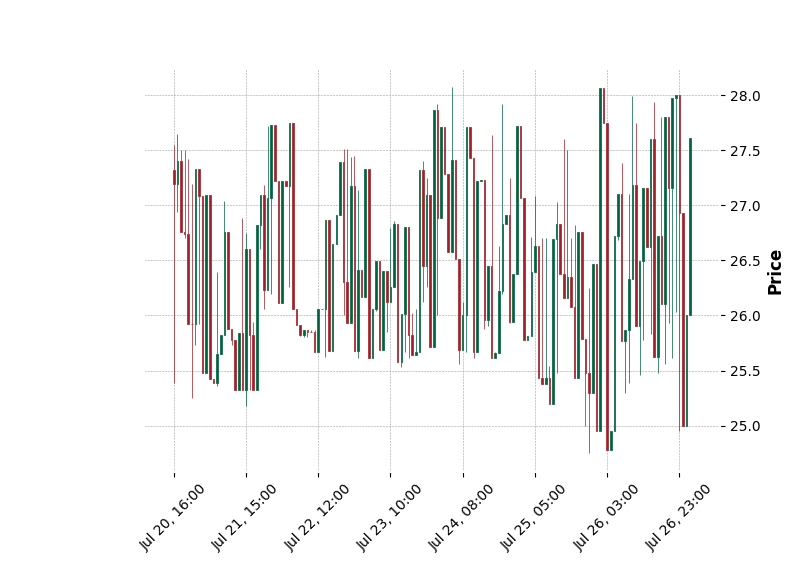 28.0
27.5
27.0
26.5
26.0
25.5
25.0
Price
Jul 20, 16:00
Jul 21, 15:00
Jul 22, 12:00
Jul 23, 10:00
Jul 24, 08:00
Jul 25, 05:00
Jul 26, 03:00
Jul 26, 23:00